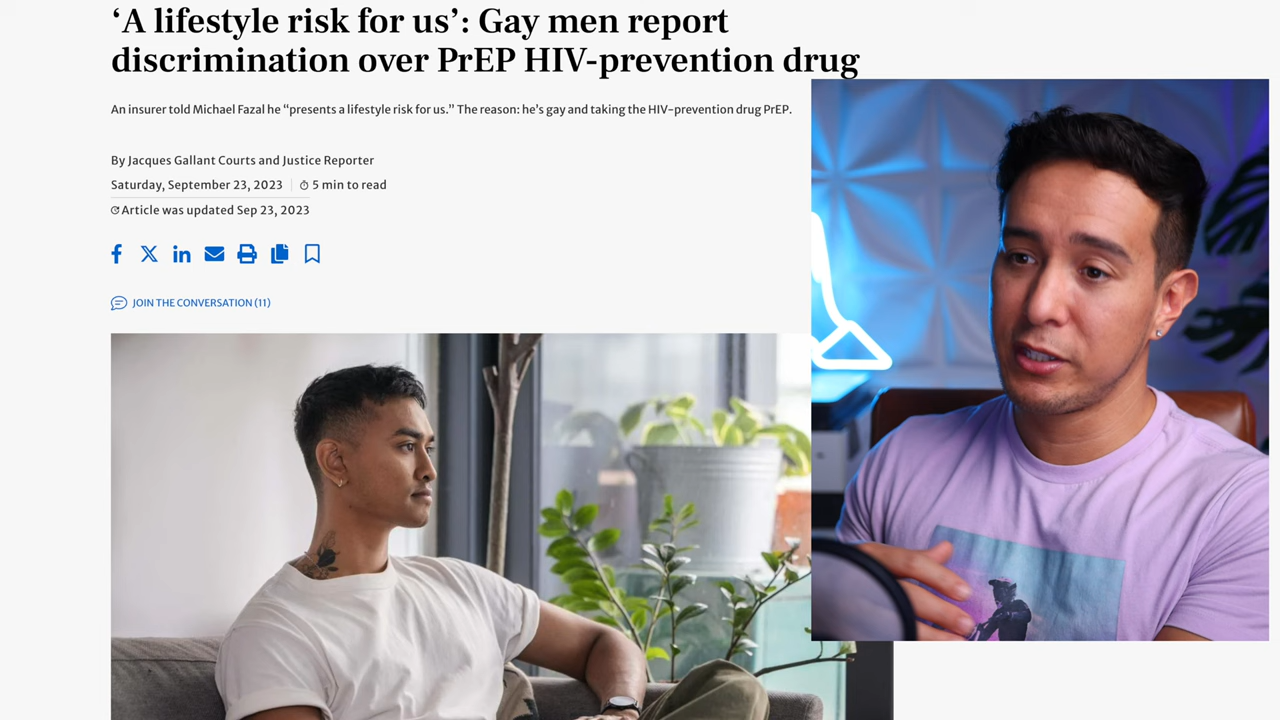 ‘A lifestyle risk for us’: Gay men report
discrimination over PrEP HIV-prevention drug
An insurer told Michael Fazal he “presents a lifestyle risk for us.” The reason: he’s gay and taking the HIV-prevention drug PrEP.
By Jacques Gallant Courts and Justice Reporter
Saturday, September 23, 2023 5 min to read
Article was updated Sep 23, 2023
JOIN THE CONVERSATION (11)